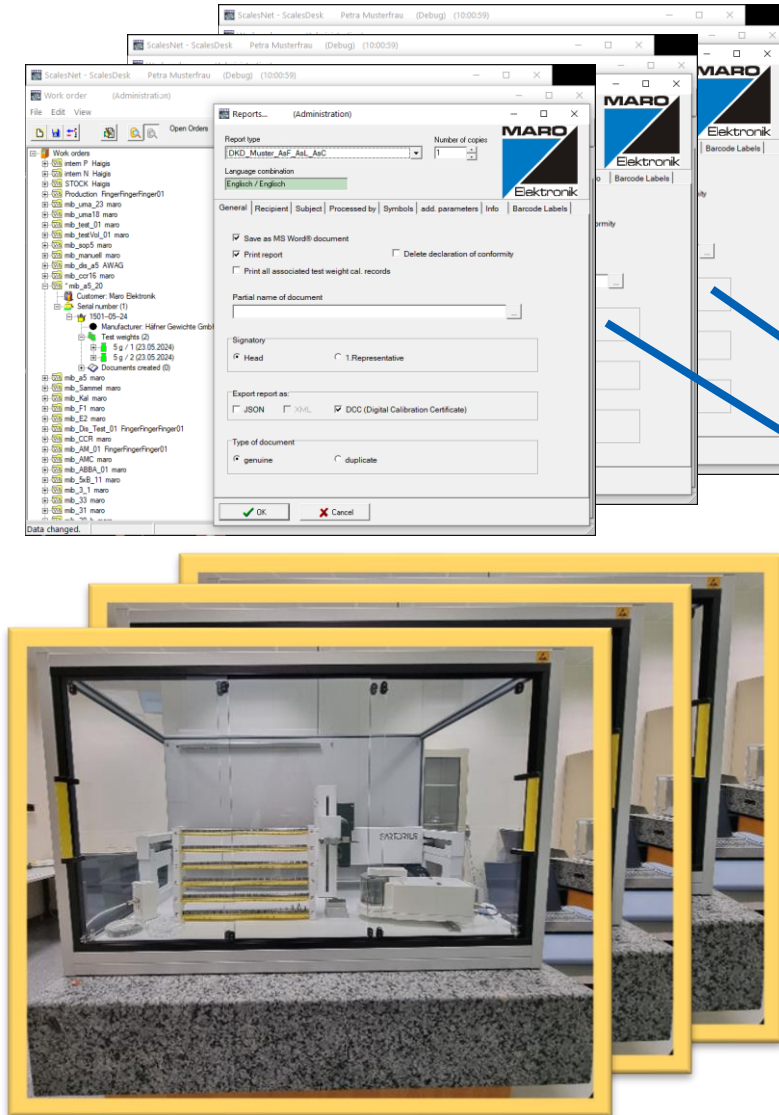 ScalesNet - ScalesDesk Petra Musterfrau (Debug) (10:00:59)
ScalesNet - ScalesDesk Petra Musterfrau (Debug) (10:00:59)
MARO
Elektronik
Barcode Labels
MARO
Elektronik
Barcode Labels
ScalesNet - ScalesDesk Petra Musterfrau (Debug) (10:00:59)
Work order (Administration)
File Edit View
Open Orders
Work orders
intern P Haigis
intern N Haigis
STOCK Haigis
Production FingerFingerFinger01
mib_uma_23 maro
mib_uma18 maro
mib_test_01 maro
mib_testVol_01 maro
mib_sop5 maro
mib_manuell maro
mib_dis_a5 AWAG
mib_ccr16 maro
*mib_a5_20
Customer: Maro Elektronik
Serial number (1)
1501-05-24
Manufacturer: Häfner Gewichte Gmb
Test weights (2)
5 g / 1 (23.05.2024)
5 g / 2 (23.05.2024)
Documents created (0)
mib_a5 maro
mib_Sammel maro
mib_Kal maro
mib_F1 maro
mib_E2 maro
mib_Dis_Test_01 FingerFingerFinger01
mib_CCR maro
mib_AM_01 FingerFingerFinger01
mib_AMC maro
mib_ABBA_01 maro
mib_5kB_11 maro
mib_3_1 maro
mib_33 maro
mib_31 maro
Data changed.
Reports... (Administration)
Report type
DKD_Muster_AsF_AsL_AsC
Number of copies
1
Language combination
Englisch / Englisch
MARO
Elektronik
General Recipient Subject Processed by Symbols add. parameters Info Barcode Labels
Save as MS Word® document
Print report
Delete declaration of conformity
Print all associated test weight cal. records
Partial name of document
...
Signatory
Head 1.Representative
Export report as:
JSON XML DCC (Digital Calibration Certificate)
Type of document
genuine duplicate
OK Cancel
SARTORIUS